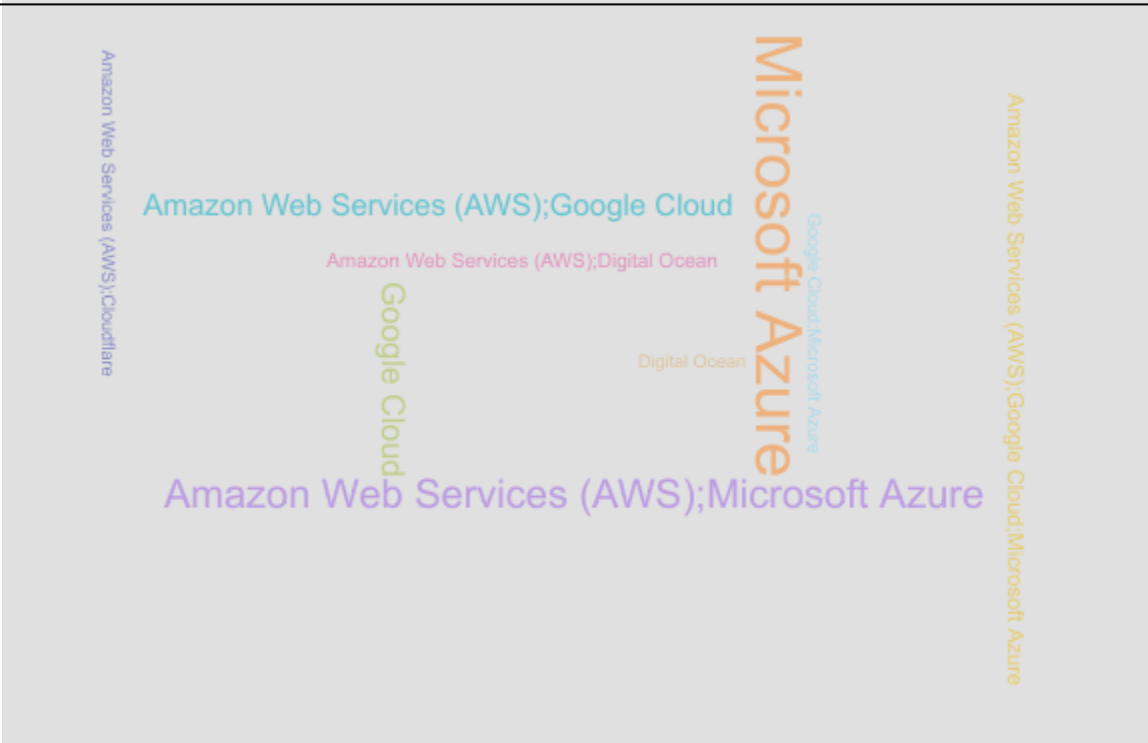 Amazon Web Services (AWS);Cloudflare
Amazon Web Services (AWS);Google Cloud
Amazon Web Services (AWS);Digital Ocean
Google Cloud
Digital Ocean
Microsoft Azure
Google Cloud;Microsoft Azure
Amazon Web Services (AWS);Microsoft Azure
Amazon Web Services (AWS);Google Cloud;Microsoft Azure